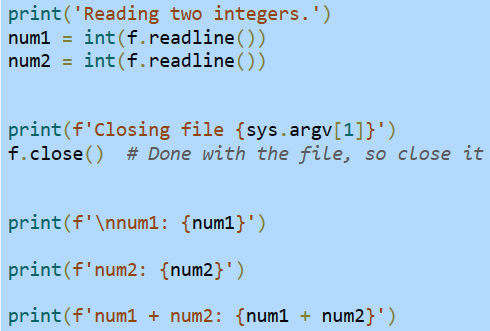 print('Reading two integers.')
num1 = int(f.readline())
num2 = int(f.readline())
print(f'Closing file {sys.argv[1]}')
f.close()  # Done with the file, so close it
print(f'\nnum1: {num1}')
print(f'num2: {num2}')
print(f'num1 + num2: {num1 + num2}')